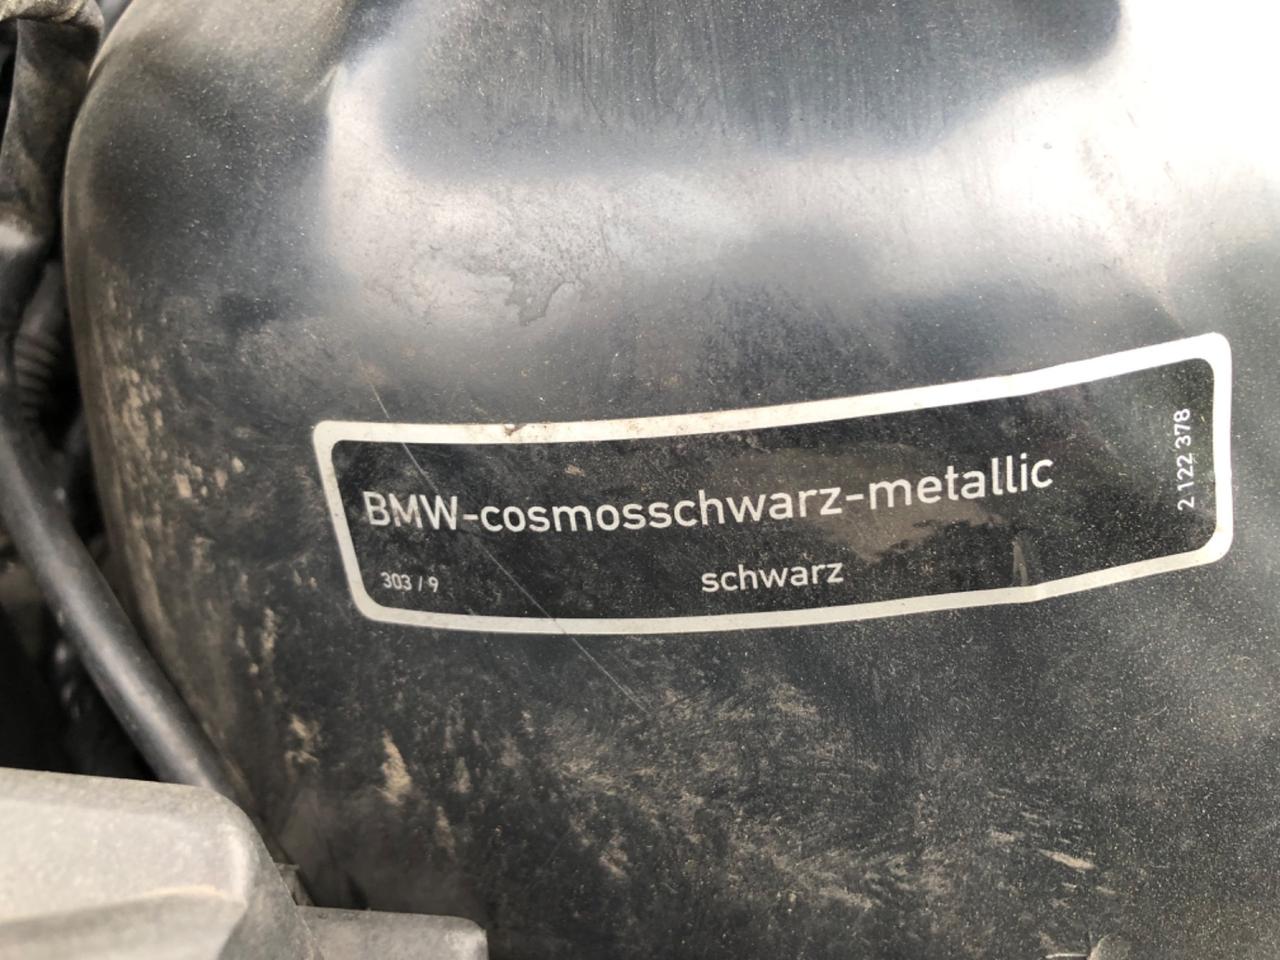 BMW-cosmosschwarz-metallic
303 / 9
schwarz
2 122 378